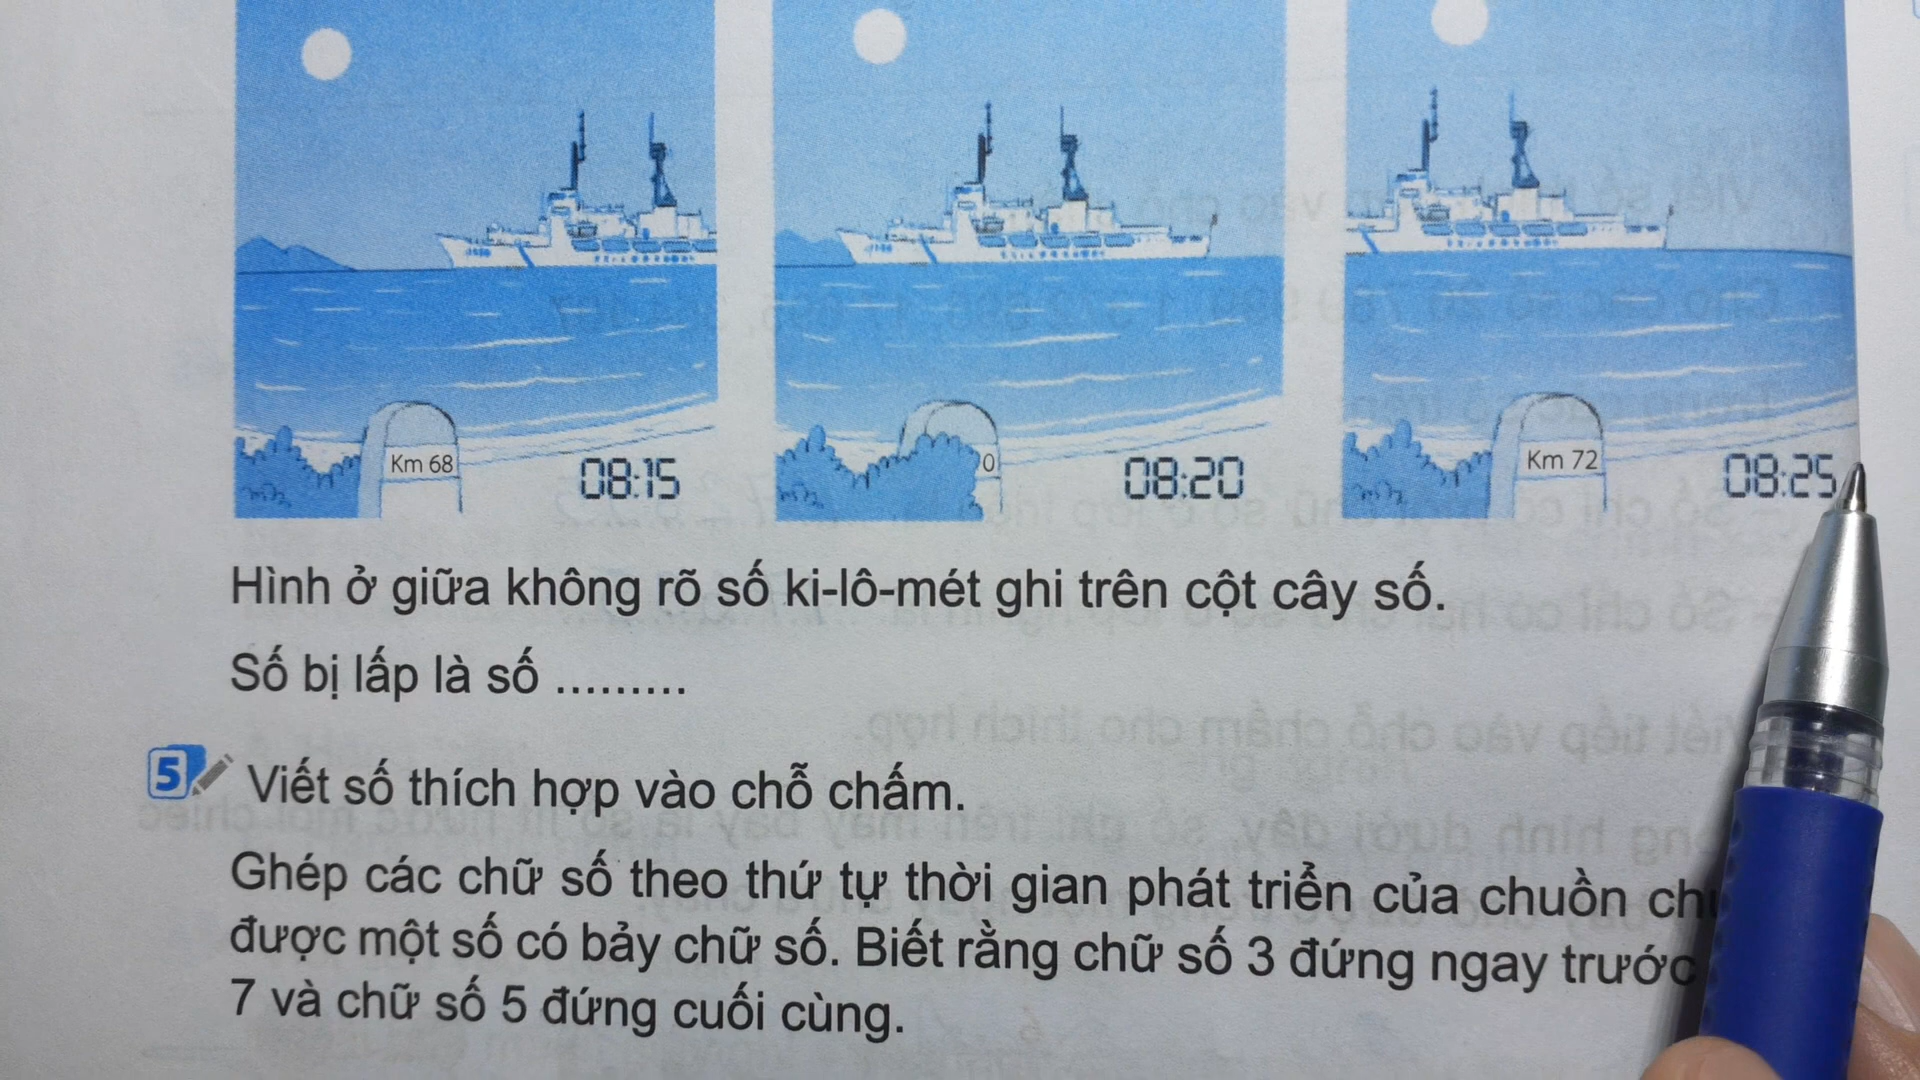 Km 68
08:15
0
08:20
Km 72
08:25
Hình ở giữa không rõ số ki-lô-mét ghi trên cột cây số.
Số bị lấp là số .........
5 Viết số thích hợp vào chỗ chấm.
Ghép các chữ số theo thứ tự thời gian phát triển của chuồn
được một số có bảy chữ số. Biết rằng chữ số 3 đứng ngay trước
7 và chữ số 5 đứng cuối cùng.